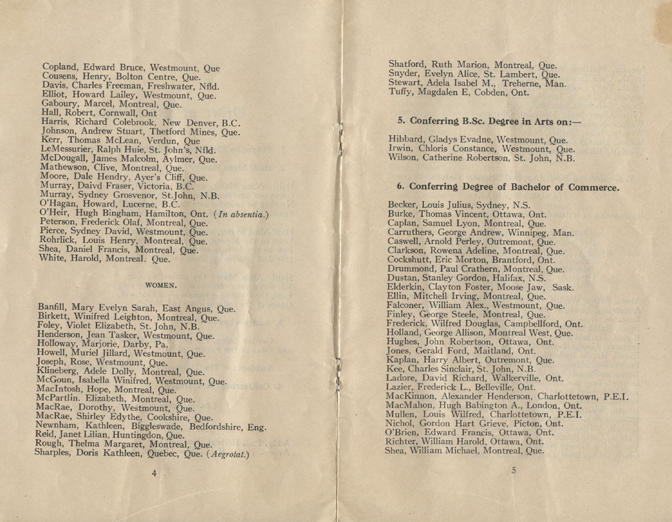 Copland, Edward Bruce, Westmount, Que
Cousens, Henry, Bolton Centre, Que.
Davis, Charles Freeman, Freshwater, Nfld.
Elliot, Howard Lailey, Westmount, Que.
Gaboury, Marcel, Montreal, Que.
Hall, Robert, Cornwall, Ont
Harris, Richard Colebrook, New Denver, B.C.
Johnson, Andrew Stuart, Thetford Mines, Que.
Kerr, Thomas McLean, Verdun, Que
LeMessurier, Ralph Huie, St. John's, Nfld.
McDougall, James Malcolm, Aylmer, Que.
Mathewson, Clive, Montreal, Que.
Moore, Dale Hendry, Ayer's Cliff, Que.
Murray, Daivd Fraser, Victoria, B.C.
Murray, Sydney Grosvenor, St.John, N.B.
O'Hagan, Howard, Lucerne, B.C.
O'Heir, Hugh Bingham, Hamilton, Ont. (In absentia.)
Peterson, Frederick Olaf, Montreal, Que.
Pierce, Sydney David, Westmount, Que.
Rohrlick, Louis Henry, Montreal, Que.
Shea, Daniel Francis, Montreal, Que.
White, Harold, Montreal. Que.
WOMEN.
Banfill, Mary Evelyn Sarah, East Angus, Que.
Birkett, Winifred Leighton, Montreal, Que.
Foley, Violet Elizabeth, St. John, N.B.
Henderson, Jean Tasker, Westmount, Que.
Holloway, Marjorie, Darby, Pa.
Howell, Muriel Jillard, Westmount, Que.
Joseph, Rose, Westmount, Que.
Klineberg, Adele Dolly, Montreal, Que.
McGoun, Isabella Winifred, Westmount, Que.
MacIntosh, Hope, Montreal, Que.
McPartlin. Elizabeth, Montreal, Que.
MacRae, Dorothy, Westmount, Que.
MacRae, Shirley Edythe, Cookshire, Que.
Newnham, Kathleen, Biggleswade, Bedfordshire, Eng.
Reid, Janet Lilian, Huntingdon, Que.
Rough, Thelma Margaret, Montreal, Que.
Sharples, Doris Kathleen, Quebec, Que. (Aegrotat.)
4
Shatford, Ruth Marion, Montreal, Que.
Snyder, Evelyn Alice, St. Lambert, Que.
Stewart, Adela Isabel M., Treherne, Man.
Tuffy, Magdalen E, Cobden, Ont.
5. Conferring B.Sc. Degree in Arts on:—
Hibbard, Gladys Evadne, Westmount, Que.
Irwin, Chloris Constance, Westmount, Que.
Wilson, Catherine Robertson, St. John, N.B.
6. Conferring Degree of Bachelor of Commerce.
Becker, Louis Julius, Sydney, N.S.
Burke, Thomas Vincent, Ottawa, Ont.
Caplan, Samuel Lyon, Montreal, Que.
Carruthers, George Andrew, Winnipeg, Man.
Caswell, Arnold Perley, Outremont, Que.
Clarkson, Rowena Adeline, Montreal, Que.
Cockshutt, Eric Morton, Brantford, Ont.
Drummond, Paul Crathern, Montreal, Que.
Dustan, Stanley Gordon, Halifax, N.S.
Elderkin, Clayton Foster, Moose Jaw, Sask.
Ellin, Mitchell Irving, Montreal, Que.
Falconer, William Alex., Westmount, Que.
Finley, George Steele, Montreal, Que.
Frederick, Wilfred Douglas, Campbellford, Ont.
Holland, George Allison, Montreal West, Que.
Hughes, John Robertson, Ottawa, Ont.
Jones, Gerald Ford, Maitland, Ont.
Kaplan, Harry Albert, Outremont, Que.
Kee, Charles Sinclair, St. John, N.B.
Ladore, David Richard, Walkerville, Ont.
Lazier, Frederick L., Belleville, Ont.
MacKinnon, Alexander Henderson, Charlottetown, P.E.I.
MacMahon, Hugh Babington A., London, Ont.
Mullen, Louis Wilfred, Charlottetown, P.E.I.
Nichol, Gordon Hart Grieve, Picton, Ont.
O'Brien, Edward Francis, Ottawa, Ont.
Richter, William Harold, Ottawa, Ont.
Shea, William Michael, Montreal, Que.
5